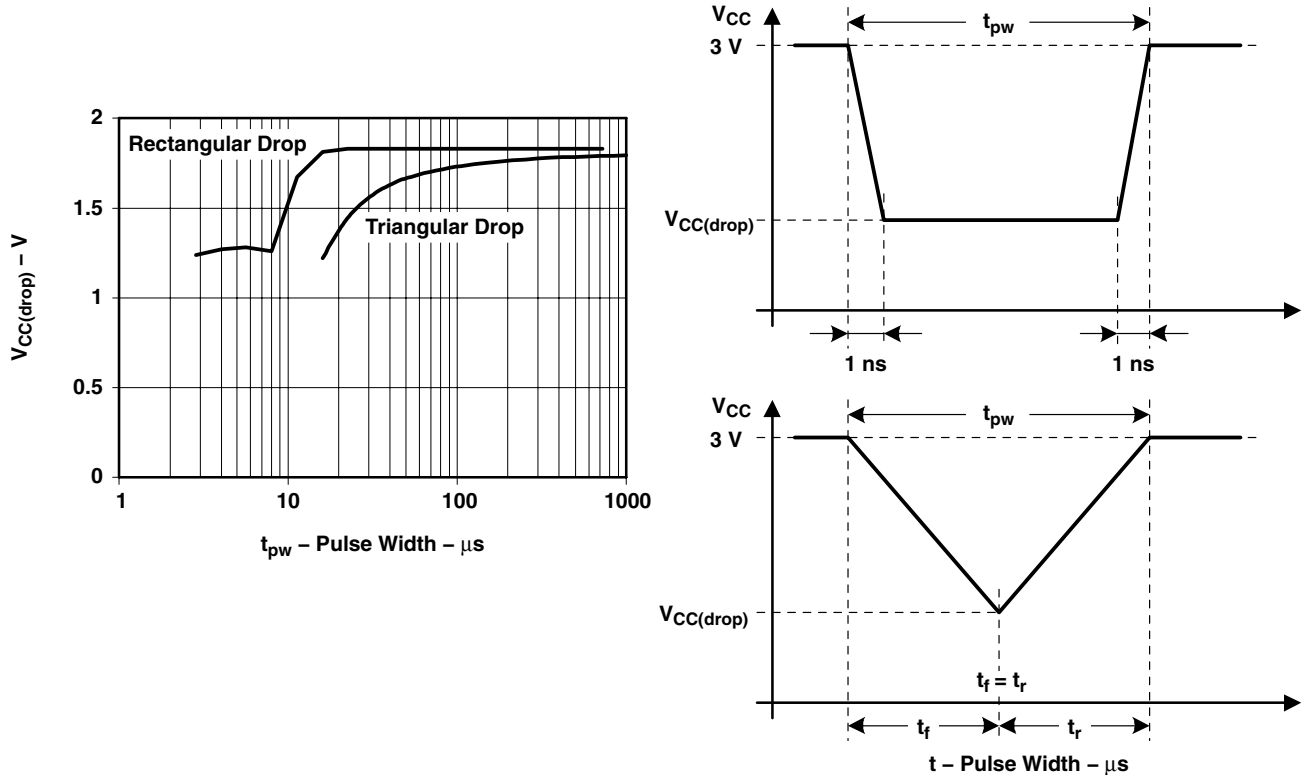 2
1.5
1
0.5
0
VCC(drop) – V
Rectangular Drop
Triangular Drop
1
10
100
1000
tpw – Pulse Width – μs
VCC
3 V
tpw
VCC(drop)
1 ns
1 ns
VCC
3 V
tpw
VCC(drop)
tf = tr
tf
tr
t – Pulse Width – μs